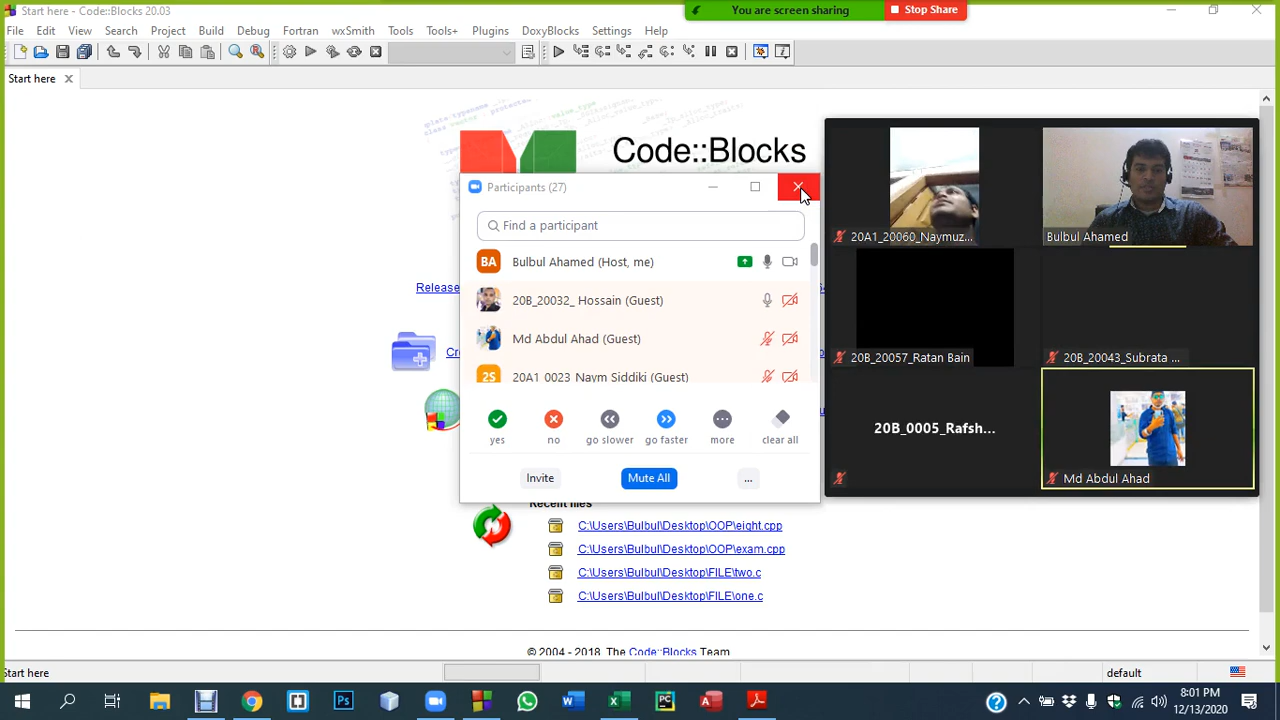 Start here - Code::Blocks 20.03
You are screen sharing
Stop Share
File Edit View Search Project Build Debug Fortran wxSmith Tools Tools+ Plugins DoxyBlocks Settings Help
Start here
Code::Blocks
Participants (27)
Find a participant
BA Bulbul Ahamed (Host, me)
20B_20032_ Hossain (Guest)
Md Abdul Ahad (Guest)
2S 20A1 0023 Naym Siddiki (Guest)
yes no go slower go faster more clear all
Invite Mute All ...
Release
Cr
20A1_20060_Naymuz...
Bulbul Ahamed
20B_20057_Ratan Bain
20B_20043_Subrata ...
20B_0005_Rafsh...
Md Abdul Ahad
Recent files
C:\Users\Bulbul\Desktop\OOP\eight.cpp
C:\Users\Bulbul\Desktop\OOP\exam.cpp
C:\Users\Bulbul\Desktop\FILE\two.c
C:\Users\Bulbul\Desktop\FILE\one.c
© 2004 - 2018, The Code::Blocks Team
Start here
default
8:01 PM
12/13/2020